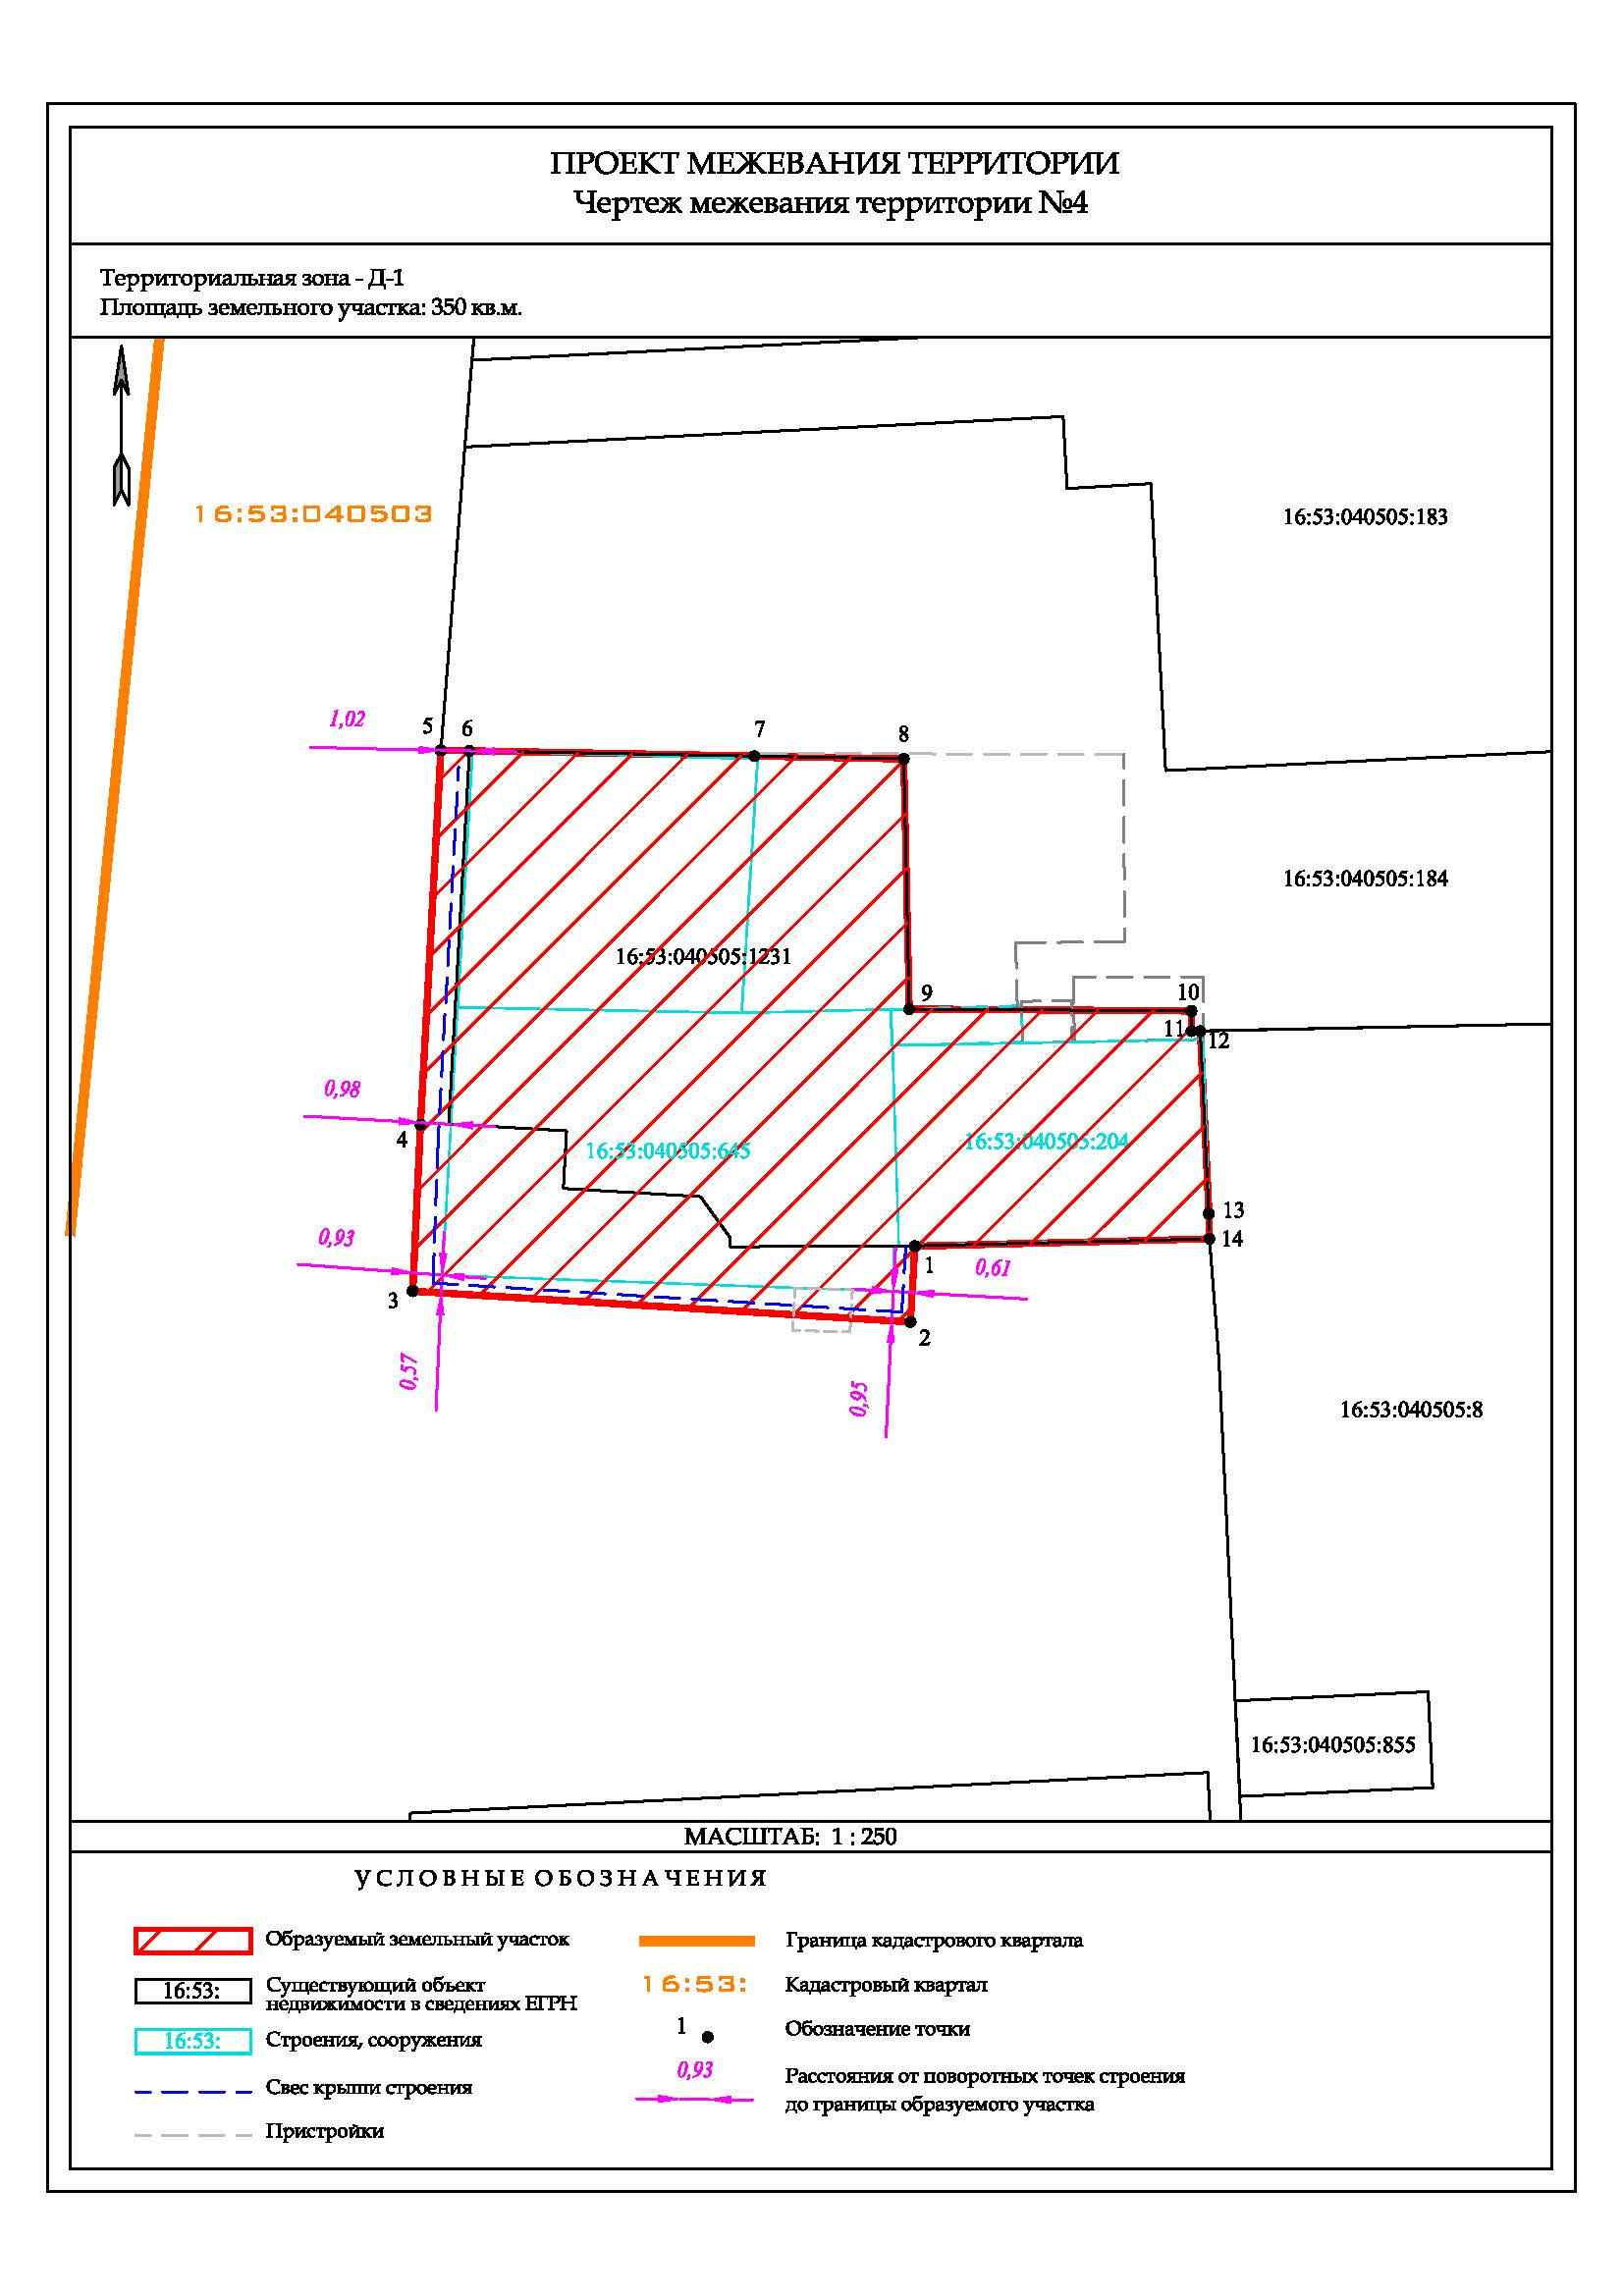 ПРОЕКТ МЕЖЕВАНИЯ ТЕРРИТОРИИ
Чертеж межевания территории №4
Территориальная зона - Д-1
Площадь земельного участка: 350 кв.м.
16:53:040503
16:53:040505:183
1,02
5
6
7
8
16:53:040505:184
16:53:040505:1231
9
10
11
12
0,98
4
16:53:040505:645
16:53:040505:204
13
14
0,93
1
0,61
3
2
0,57
0,95
16:53:040505:8
16:53:040505:855
МАСШТАБ: 1 : 250
УСЛОВНЫЕ ОБОЗНАЧЕНИЯ
Образуемый земельный участок
16:53:
Существующий объект
недвижимости в сведениях ЕГРН
16:53:
Строения, сооружения
Свес крыши строения
Пристройки
Граница кадастрового квартала
16:53:
Кадастровый квартал
1
Обозначение точки
0,93
Расстояния от поворотных точек строения
до границы образуемого участка